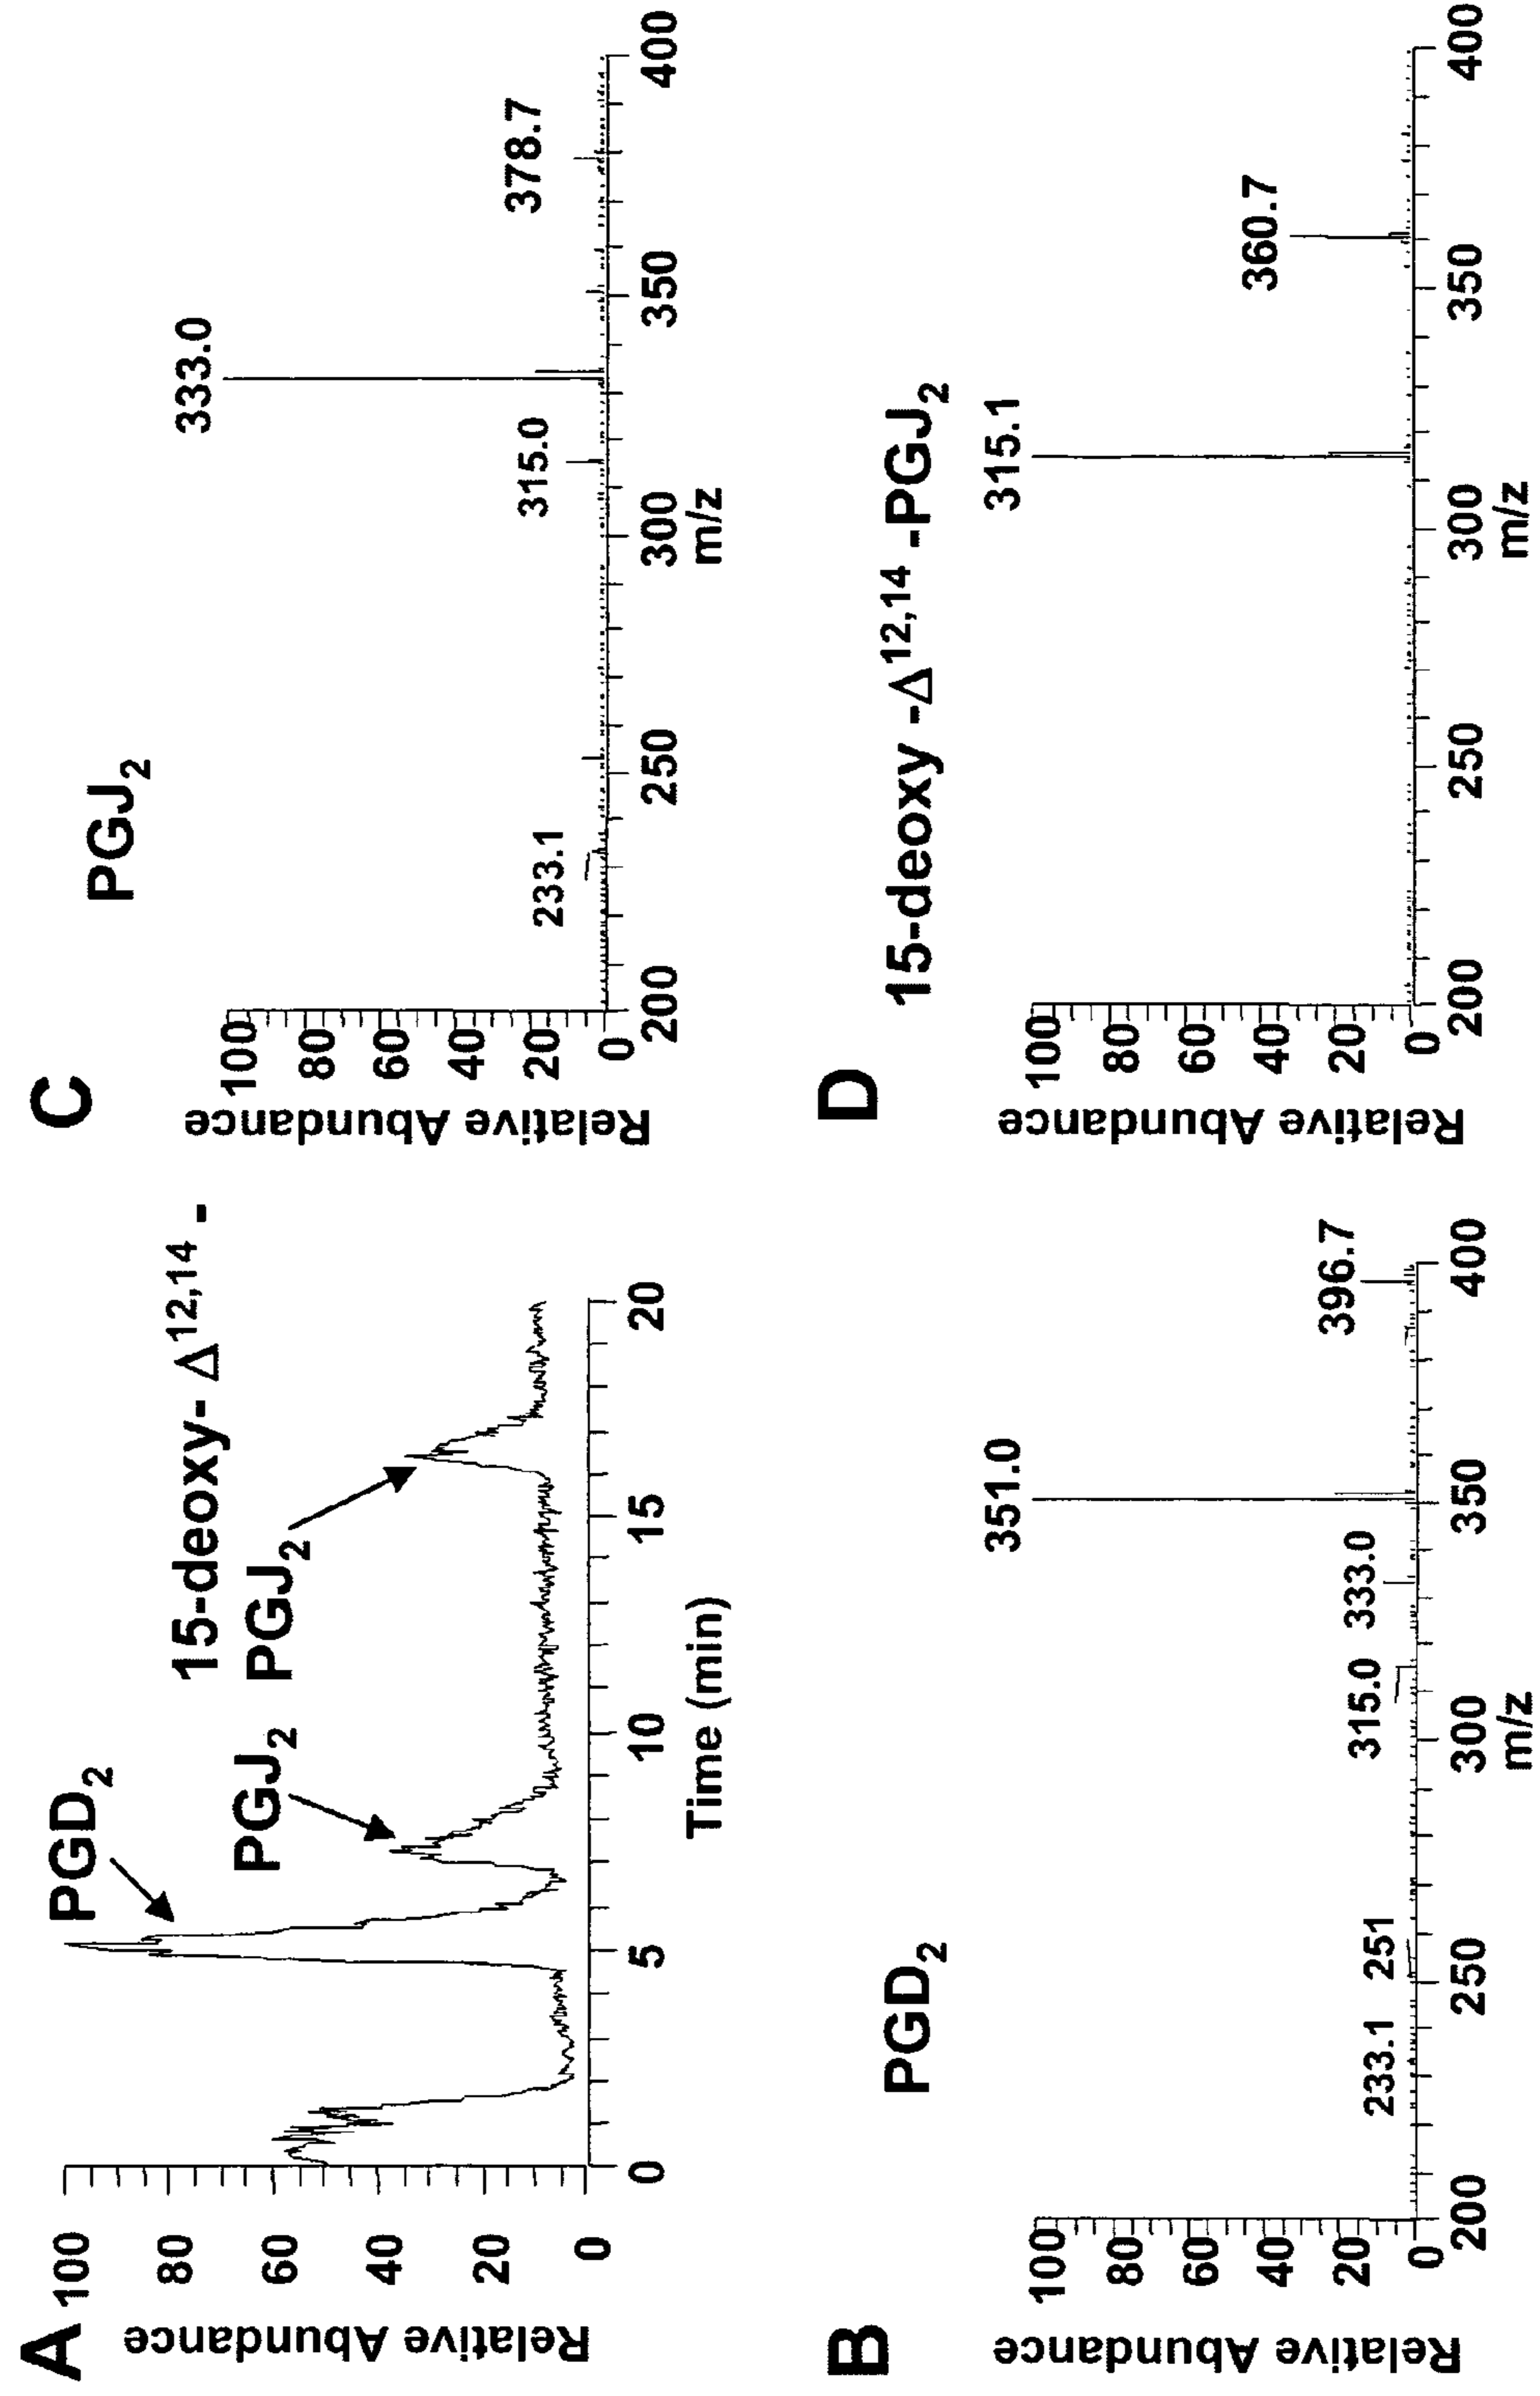 A
Relative Abundance
100
80
60
40
20
0
PGD2
PGJ2
15-deoxy- Δ12,14 -
PGJ2
0
5
10
15
20
Time (min)
C
PGJ2
Relative Abundance
100
80
60
40
20
0
233.1
315.0
333.0
378.7
200
250
300
350
400
m/z
B
PGD2
Relative Abundance
100
80
60
40
20
0
233.1
251
315.0
333.0
351.0
396.7
200
250
300
350
400
m/z
D
15-deoxy -Δ12,14 -PGJ2
Relative Abundance
100
80
60
40
20
0
315.1
360.7
200
250
300
350
400
m/z